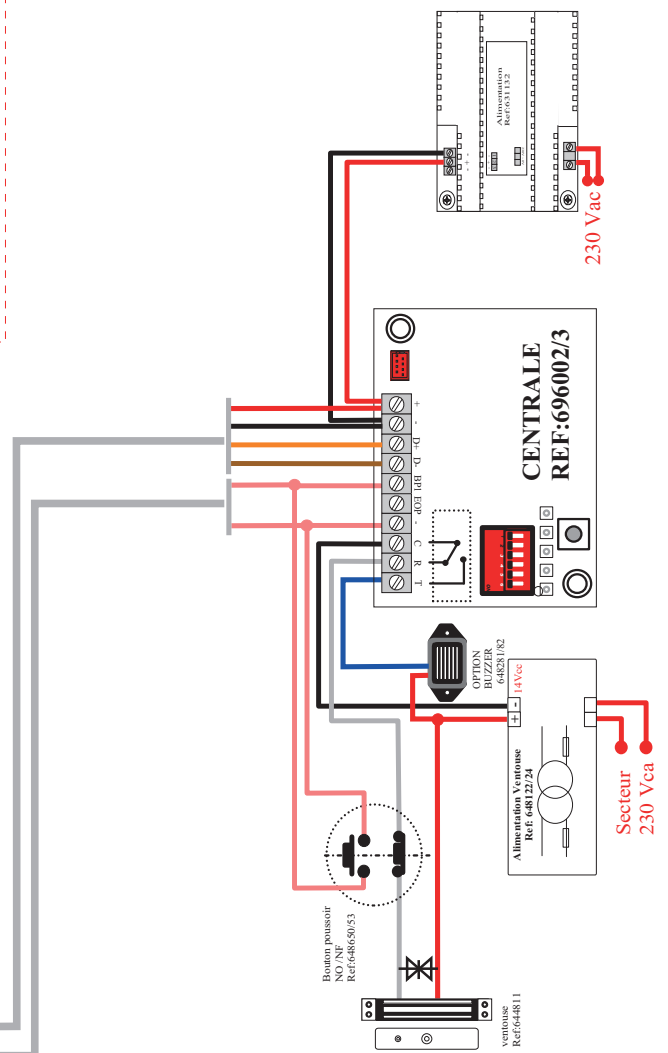 Alimentation
Ref:631132
- + -
230 Vac
CENTRALE
REF:696002/3
+
-
D+
D-
BP1
EOP
-
C
R
T
OPTION
BUZZER
648281/82
14Vcc
+ -
Alimentation Ventouse
Ref: 648122/24
Secteur
230 Vca
Bouton poussoir
NO /NF
Ref:648650/53
ventouse
Ref:644811